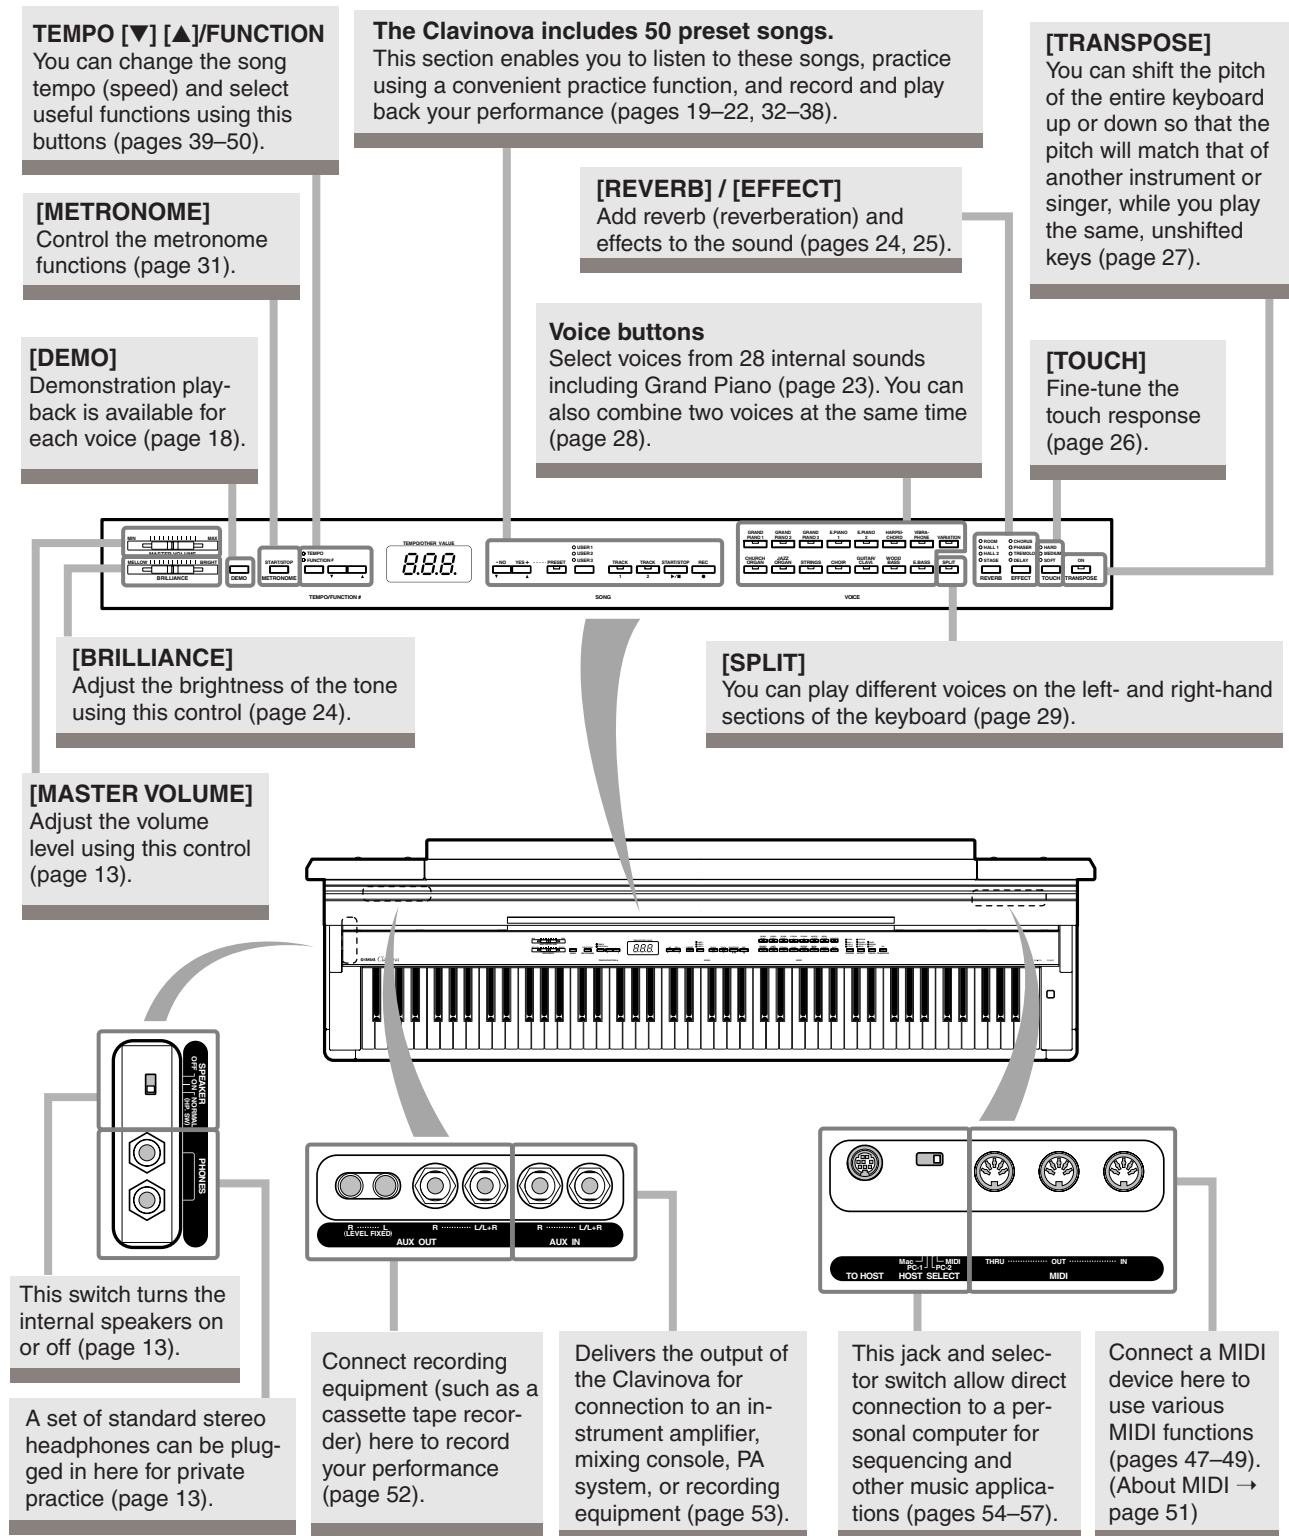 TEMPO [▼] [▲]/FUNCTION
You can change the song
tempo (speed) and select
useful functions using this
buttons (pages 39–50).
The Clavinova includes 50 preset songs.
This section enables you to listen to these songs, practice
using a convenient practice function, and record and play
back your performance (pages 19–22, 32–38).
[TRANSPOSE]
You can shift the pitch
of the entire keyboard
up or down so that the
pitch will match that of
another instrument or
singer, while you play
the same, unshifted
keys (page 27).
[METRONOME]
Control the metronome
functions (page 31).
[REVERB] / [EFFECT]
Add reverb (reverberation) and
effects to the sound (pages 24, 25).
[DEMO]
Demonstration play-
back is available for
each voice (page 18).
Voice buttons
Select voices from 28 internal sounds
including Grand Piano (page 23). You can
also combine two voices at the same time
(page 28).
[TOUCH]
Fine-tune the
touch response
(page 26).
MIN MAX
MASTER VOLUME
MELLOW BRIGHT
BRILLIANCE
DEMO
START/STOP
METRONOME
TEMPO
FUNCTION #
▼ ▲
TEMPO/FUNCTION #
TEMPO/OTHER VALUE
8.8.8.
– NO YES +
▼ ▲
PRESET
USER 1
USER 2
USER 3
TRACK 1
TRACK 2
START/STOP
▶/■
REC
●
SONG
GRAND PIANO 1
GRAND PIANO 2
GRAND PIANO 3
E.PIANO 1
E.PIANO 2
HARPSI-CHORD
VIBRA-PHONE
VARIATION
CHURCH ORGAN
JAZZ ORGAN
STRINGS
CHOIR
GUITAR/CLAVI.
WOOD BASS
E.BASS
SPLIT
VOICE
ROOM
HALL 1
HALL 2
STAGE
REVERB
CHORUS
PHASER
TREMOLO
DELAY
EFFECT
HARD
MEDIUM
SOFT
TOUCH
ON
TRANSPOSE
[BRILLIANCE]
Adjust the brightness of the tone
using this control (page 24).
[SPLIT]
You can play different voices on the left- and right-hand
sections of the keyboard (page 29).
[MASTER VOLUME]
Adjust the volume
level using this control
(page 13).
8.8.8.
YAMAHA Clavinova
SPEAKER
OFF ON NORMAL
(HP. SW)
PHONES
R L
(LEVEL FIXED)
R L/L+R
AUX OUT
R L/L+R
AUX IN
Mac MIDI
PC-1 PC-2
TO HOST HOST SELECT
THRU OUT IN
MIDI
This switch turns the
internal speakers on
or off (page 13).
A set of standard stereo
headphones can be plug-
ged in here for private
practice (page 13).
Connect recording
equipment (such as a
cassette tape recor-
der) here to record
your performance
(page 52).
Delivers the output of
the Clavinova for
connection to an in-
strument amplifier,
mixing console, PA
system, or recording
equipment (page 53).
This jack and selec-
tor switch allow direct
connection to a per-
sonal computer for
sequencing and
other music applica-
tions (pages 54–57).
Connect a MIDI
device here to
use various
MIDI functions
(pages 47–49).
(About MIDI →
page 51)